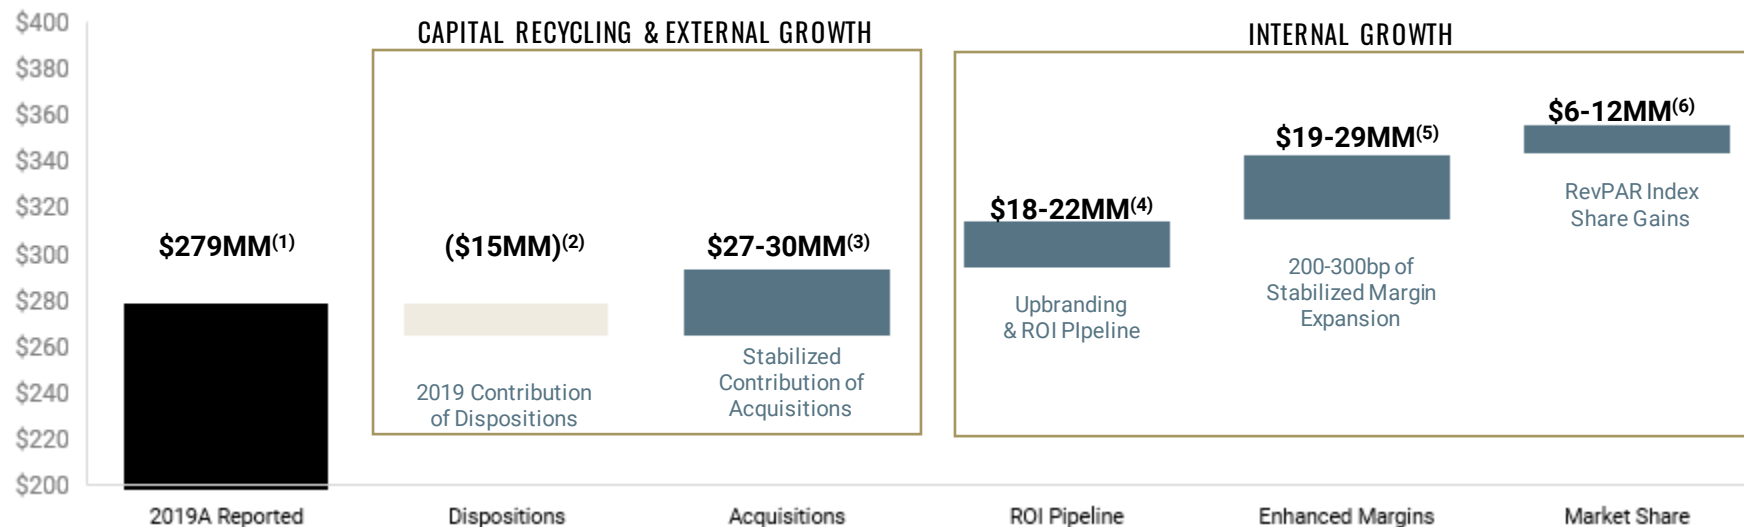 CAPITAL RECYCLING & EXTERNAL GROWTH
INTERNAL GROWTH
$400
$380
$360
$340
$320
$300
$280
$260
$240
$220
$200
$279MM(1)
($15MM)(2)
2019 Contribution
of Dispositions
$27-30MM(3)
Stabilized
Contribution of
Acquisitions
$18-22MM(4)
Upbranding
& ROI PIpeline
$19-29MM(5)
200-300bp of
Stabilized Margin
Expansion
$6-12MM(6)
RevPAR Index
Share Gains
2019A Reported
Dispositions
Acquisitions
ROI Pipeline
Enhanced Margins
Market Share